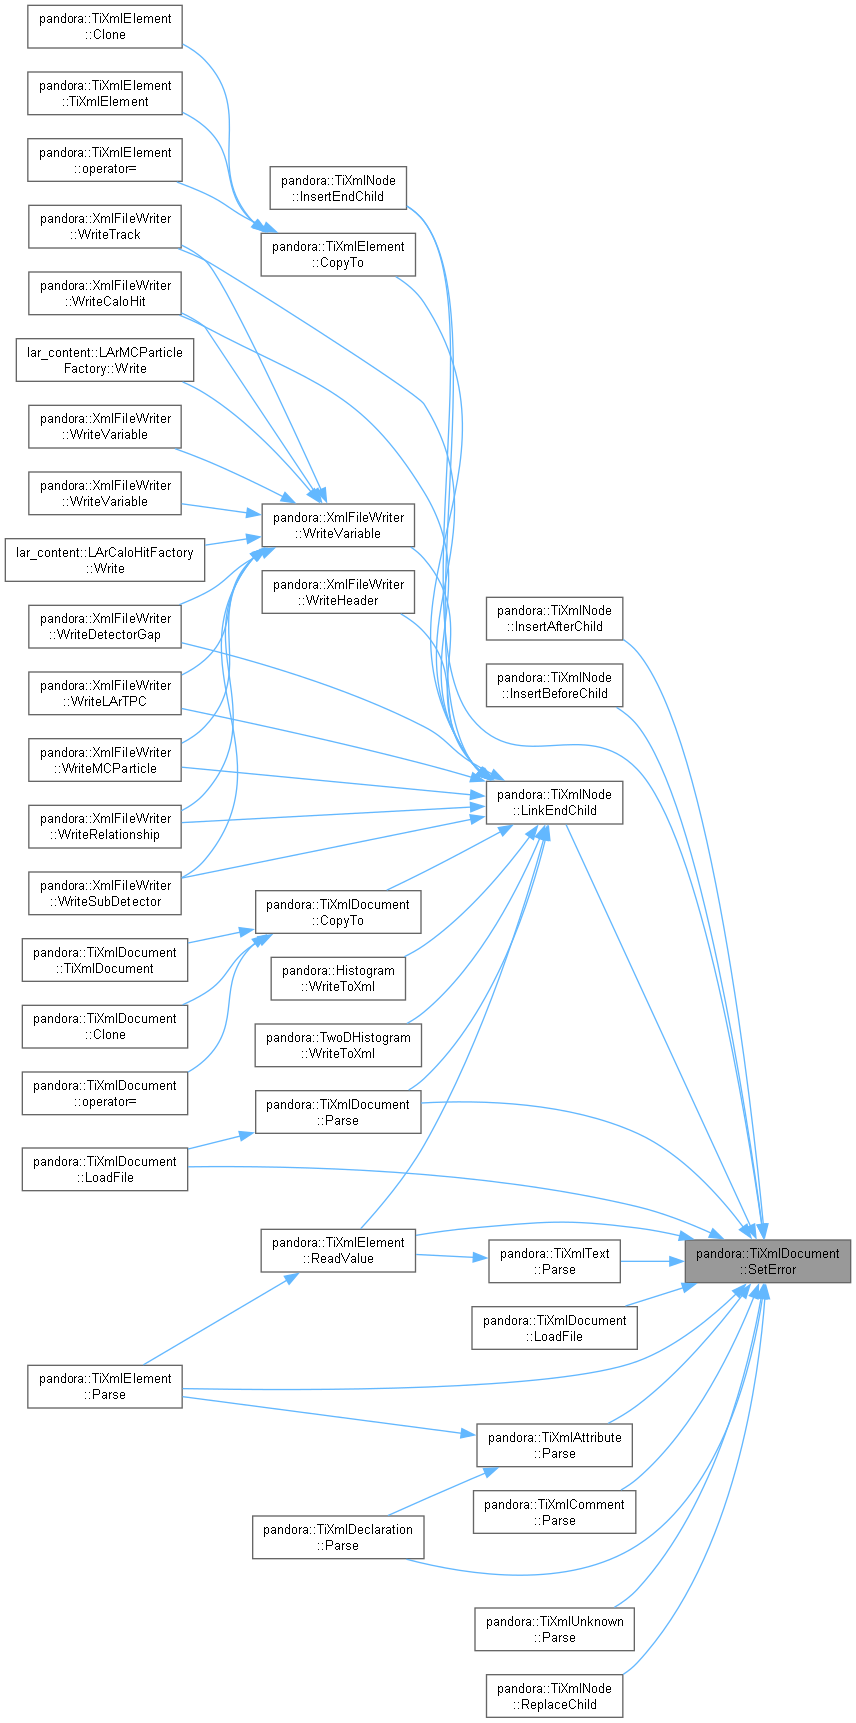 pandora::TiXmlElement
::Clone
pandora::TiXmlElement
::TiXmlElement
pandora::TiXmlElement
::operator=
pandora::TiXmlNode
::InsertEndChild
pandora::XmlFileWriter
::WriteTrack
pandora::TiXmlElement
::CopyTo
pandora::XmlFileWriter
::WriteCaloHit
lar_content::LArMCParticle
Factory::Write
pandora::XmlFileWriter
::WriteVariable
pandora::XmlFileWriter
::WriteVariable
pandora::XmlFileWriter
::WriteVariable
lar_content::LArCaloHitFactory
::Write
pandora::XmlFileWriter
::WriteHeader
pandora::XmlFileWriter
::WriteDetectorGap
pandora::TiXmlNode
::InsertAfterChild
pandora::XmlFileWriter
::WriteLArTPC
pandora::TiXmlNode
::InsertBeforeChild
pandora::XmlFileWriter
::WriteMCParticle
pandora::TiXmlNode
::LinkEndChild
pandora::XmlFileWriter
::WriteRelationship
pandora::XmlFileWriter
::WriteSubDetector
pandora::TiXmlDocument
::CopyTo
pandora::TiXmlDocument
::TiXmlDocument
pandora::Histogram
::WriteToXml
pandora::TiXmlDocument
::Clone
pandora::TwoDHistogram
::WriteToXml
pandora::TiXmlDocument
::operator=
pandora::TiXmlDocument
::Parse
pandora::TiXmlDocument
::LoadFile
pandora::TiXmlElement
::ReadValue
pandora::TiXmlText
::Parse
pandora::TiXmlDocument
::SetError
pandora::TiXmlDocument
::LoadFile
pandora::TiXmlElement
::Parse
pandora::TiXmlAttribute
::Parse
pandora::TiXmlComment
::Parse
pandora::TiXmlDeclaration
::Parse
pandora::TiXmlUnknown
::Parse
pandora::TiXmlNode
::ReplaceChild